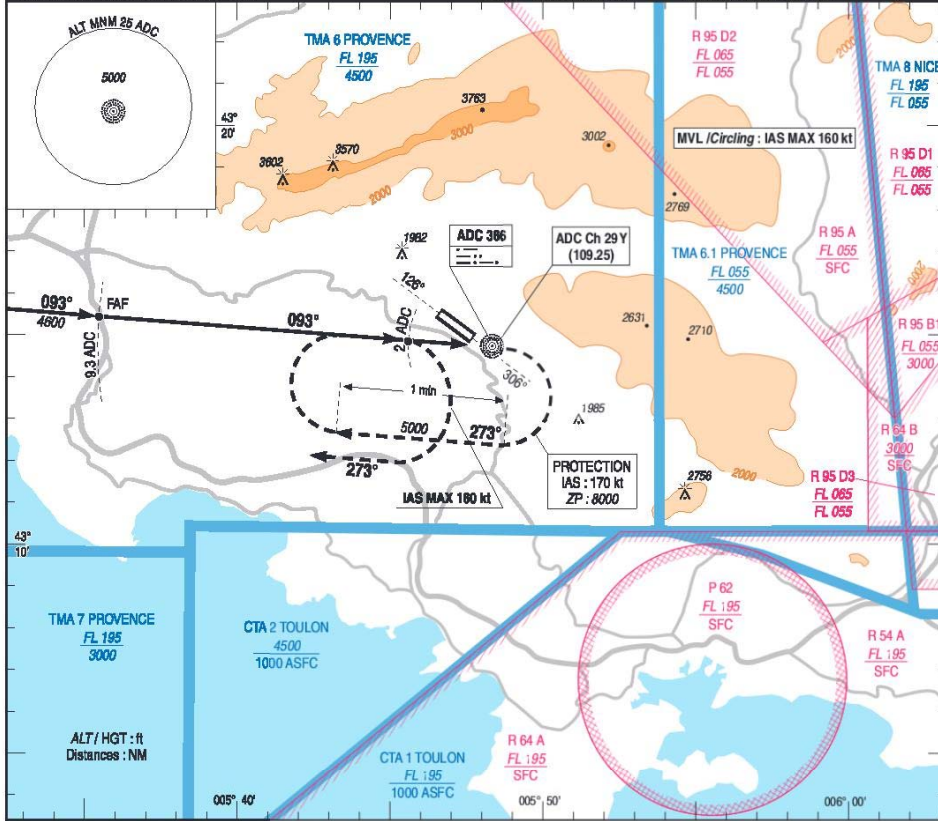 ALT MNM 25 ADC
5000
TMA 6 PROVENCE
FL 195
4500
R 95 D2
FL 065
FL 055
2000
TMA 8 NICE
FL 195
FL 055
43°
20'
3763
3000
3570
3602
2000
3002
MVL /Circling : IAS MAX 160 kt
R 95 D1
FL 065
FL 055
2769
1982
ADC 386
ADC Ch 29 Y
(109.25)
TMA 6.1 PROVENCE
FL 055
4500
R 95 A
FL 055
SFC
2000
126°
093°
4600
FAF
093°
ADC
9.3 ADC
2631
2710
R 95 B1
FL 055
3000
306°
1 min
5000
273°
1985
273°
IAS MAX 160 kt
PROTECTION
IAS : 170 kt
ZP : 8000
2756
2000
R 64 B
3000
SFC
R 95 D3
FL 065
FL 055
43°
10'
TMA 7 PROVENCE
FL 195
3000
CTA 2 TOULON
4500
1000 ASFC
P 62
FL 195
SFC
R 54 A
FL 195
SFC
ALT / HGT : ft
Distances : NM
CTA 1 TOULON
FL 195
1000 ASFC
R 64 A
FL 195
SFC
005° 40'
005° 50'
006° 00'